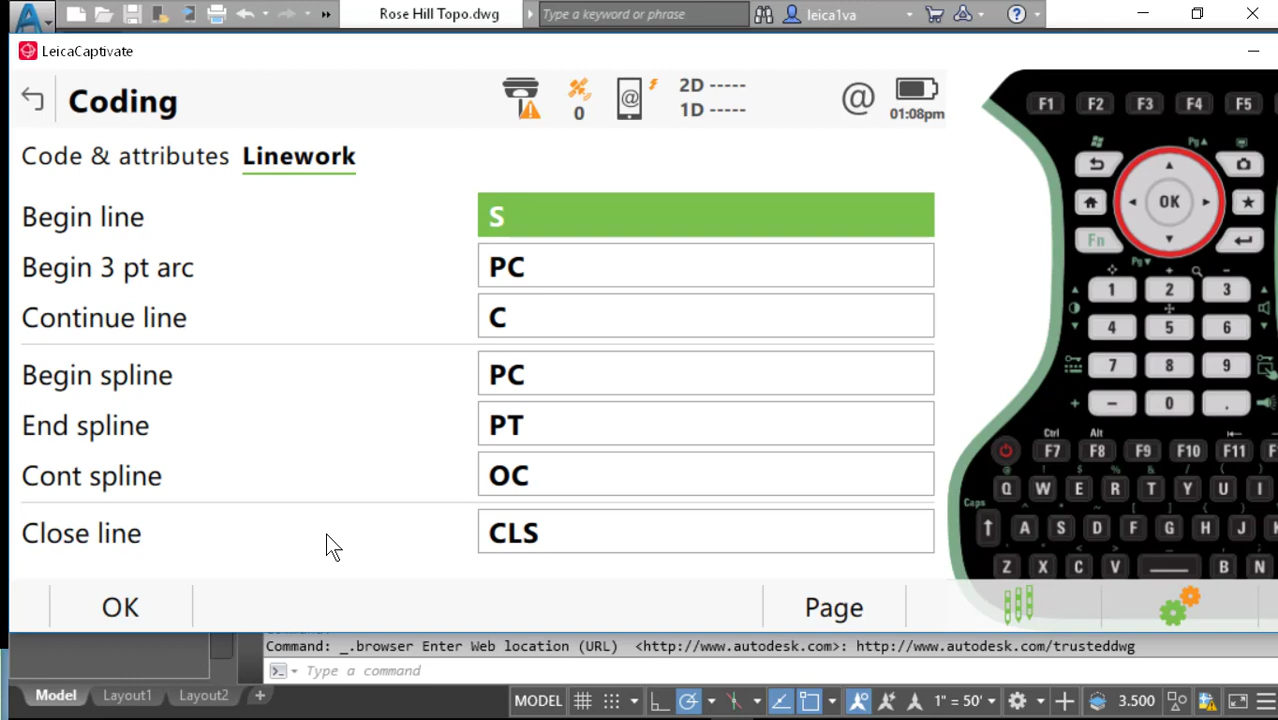 Rose Hill Topo.dwg
Type a keyword or phrase
leica1va
LeicaCaptivate
Coding
0
2D -----
1D -----
@
01:08pm
Code & attributes
Linework
Begin line S
Begin 3 pt arc PC
Continue line C
Begin spline PC
End spline PT
Cont spline OC
Close line CLS
OK
Page
F1 F2 F3 F4 F5
Pg
OK
Fn
Pg
1 2 3
4 5 6
7 8 9
+ - 0 .
Ctrl Alt
F7 F8 F9 F10 F11
@ ! $ % & / (
Q W E R T Y U I
Caps
A S D F G H J
Z X C V B N
Command: _.browser Enter Web location (URL) <http://www.autodesk.com>: http://www.autodesk.com/trusteddwg
Type a command
Model Layout1 Layout2 +
MODEL
1" = 50'
3.500